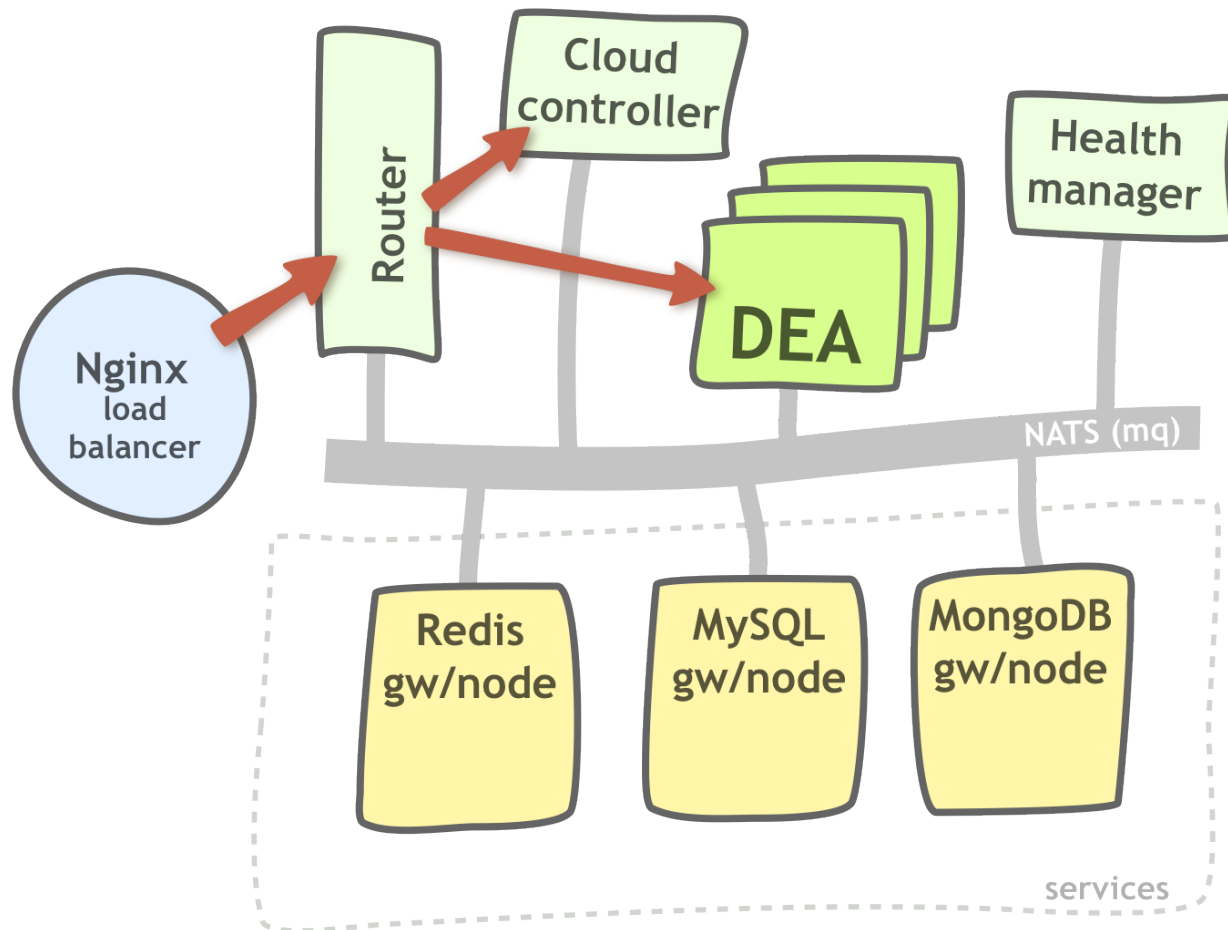 Cloud
controller
Router
Health
manager
Nginx
load
balancer
DEA
NATS (mq)
Redis
gw/node
MySQL
gw/node
MongoDB
gw/node
services